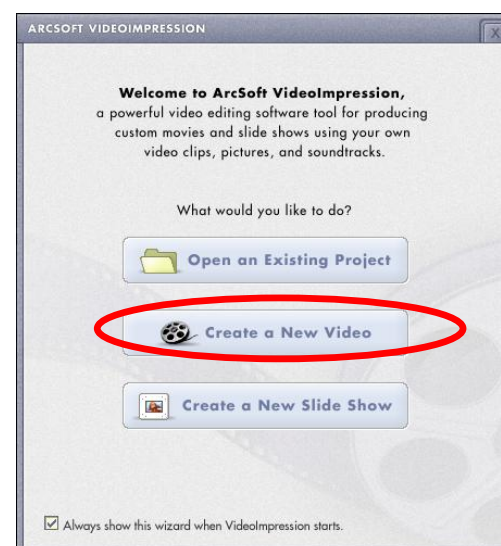 ARCSOFT VIDEOIMPRESSION
X
Welcome to ArcSoft VideoImpression,
a powerful video editing software tool for producing
custom movies and slide shows using your own
video clips, pictures, and soundtracks.
What would you like to do?
Open an Existing Project
Create a New Video
Create a New Slide Show
Always show this wizard when VideoImpression starts.